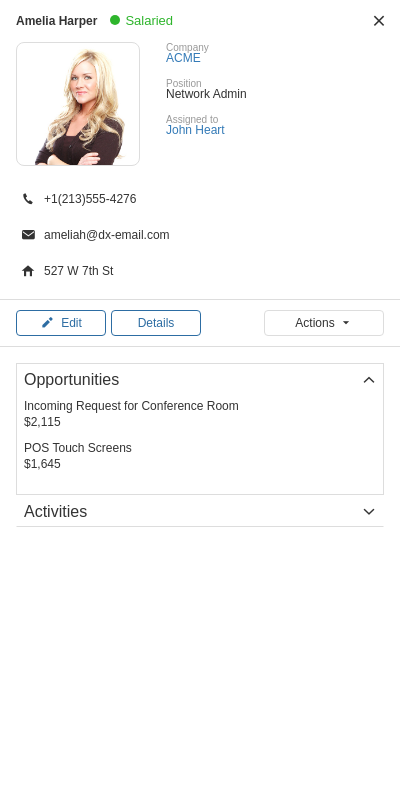 Amelia Harper Salaried
Company
ACME
Position
Network Admin
Assigned to
John Heart
+1(213)555-4276
ameliah@dx-email.com
527 W 7th St
Edit Details Actions
Opportunities
Incoming Request for Conference Room
$2,115
POS Touch Screens
$1,645
Activities